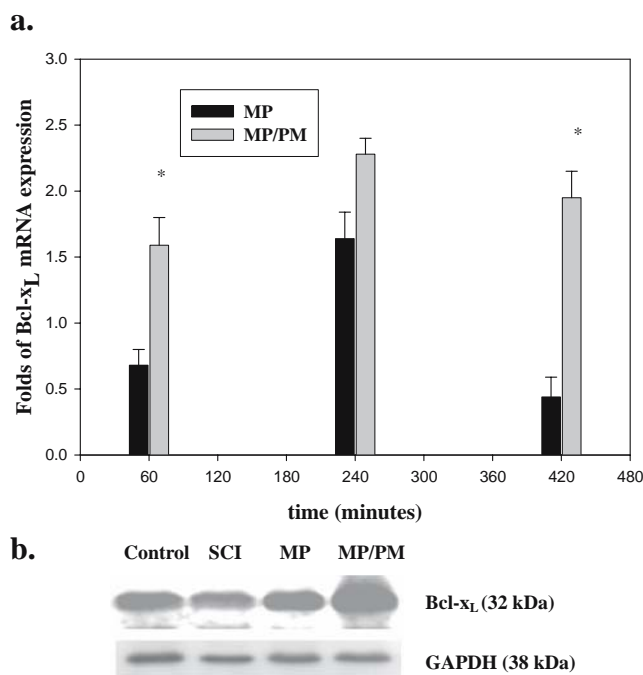 a.
3.0
2.5
2.0
1.5
1.0
0.5
0.0
Folds of Bcl-xL mRNA expression
MP
MP/PM
*
*
0 60 120 180 240 300 360 420 480
time (minutes)
b.
Control SCI MP MP/PM
Bcl-xL (32 kDa)
GAPDH (38 kDa)